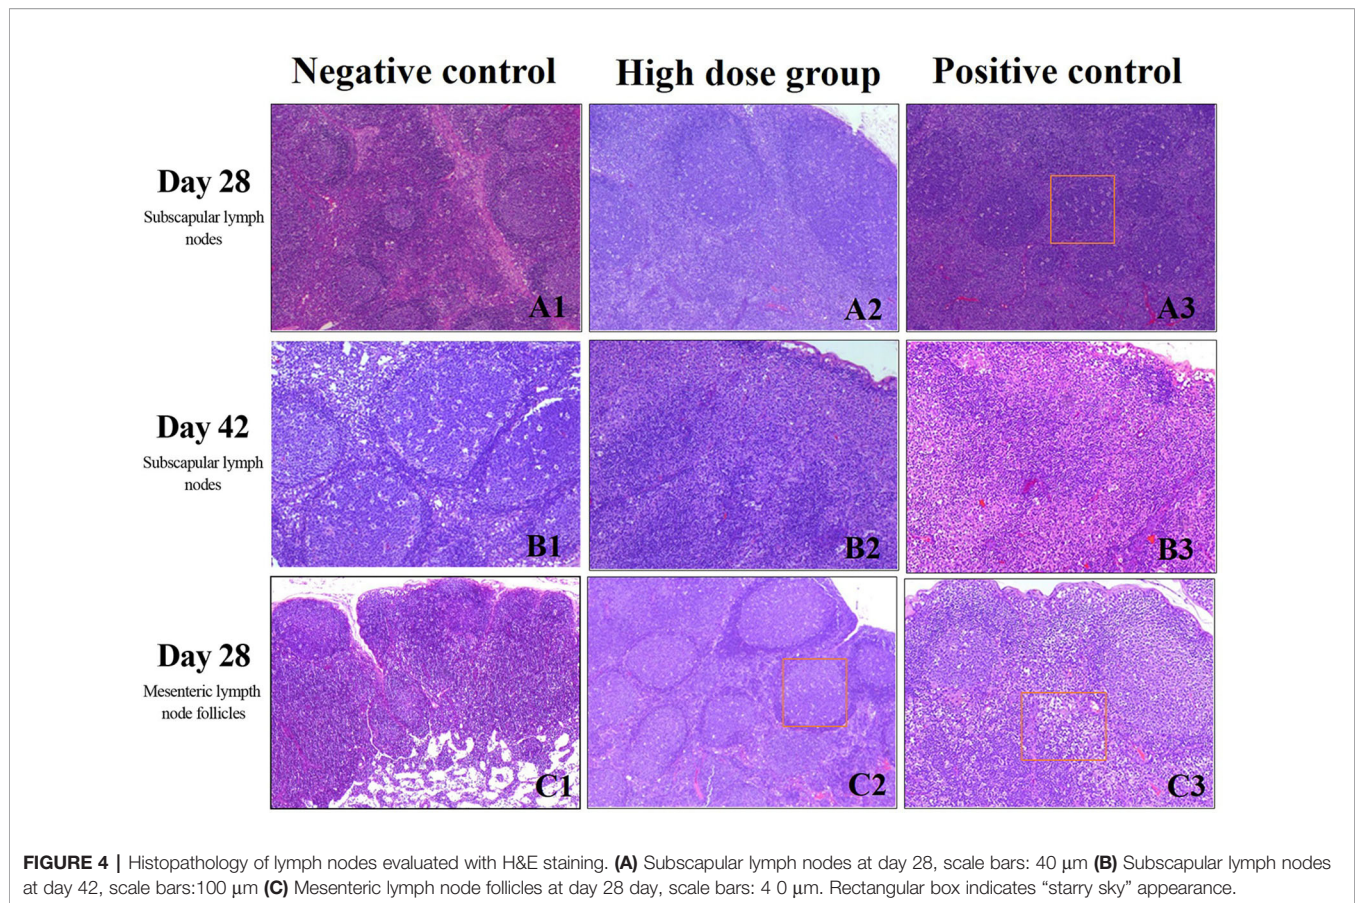 Negative control
High dose group
Positive control
Day 28
Subscapular lymph
nodes
A1
A2
A3
Day 42
Subscapular lymph
nodes
B1
B2
B3
Day 28
Mesenteric lympth
node follicles
C1
C2
C3
FIGURE 4 | Histopathology of lymph nodes evaluated with H&E staining. (A) Subscapular lymph nodes at day 28, scale bars: 40 μm (B) Subscapular lymph nodes
at day 42, scale bars:100 μm (C) Mesenteric lymph node follicles at day 28 day, scale bars: 4 0 μm. Rectangular box indicates “starry sky” appearance.